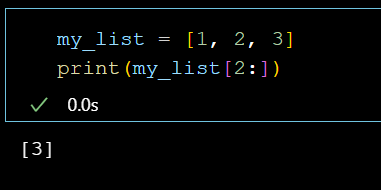 my_list = [1, 2, 3]
print(my_list[2:])
0.0s
[3]